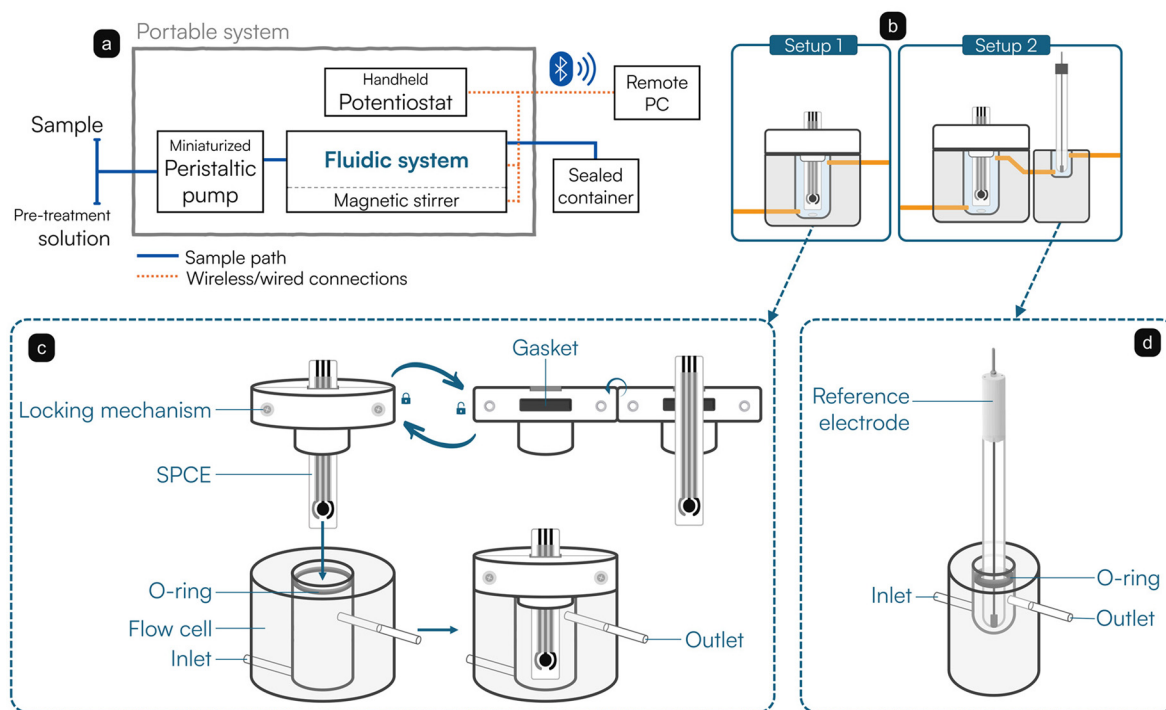 a
Portable system
Handheld
Potentiostat
Remote
PC
Sample
Miniaturized
Peristaltic
pump
Fluidic system
Magnetic stirrer
Sealed
container
Pre-treatment
solution
Sample path
Wireless/wired connections
b
Setup 1
Setup 2
c
Gasket
Locking mechanism
SPCE
O-ring
Flow cell
Inlet
Outlet
d
Reference
electrode
O-ring
Inlet
Outlet